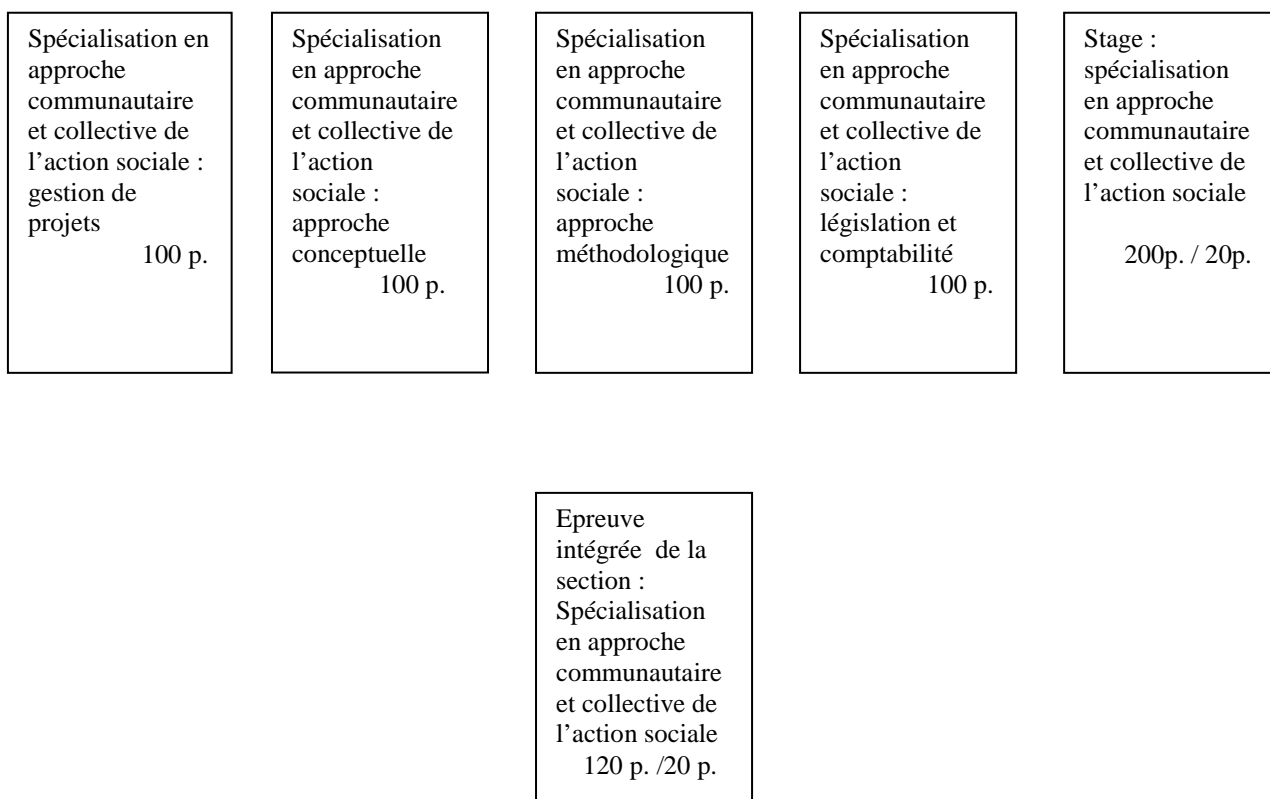 Spécialisation en
approche
communautaire
et collective de
l’action sociale :
gestion de
projets
100 p.
Spécialisation
en approche
communautaire
et collective de
l’action
sociale :
approche
conceptuelle
100 p.
Spécialisation
en approche
communautaire
et collective de
l’action
sociale :
approche
méthodologique
100 p.
Spécialisation
en approche
communautaire
et collective de
l’action
sociale :
législation et
comptabilité
100 p.
Stage :
spécialisation
en approche
communautaire
et collective de
l’action sociale
200p. / 20p.
Epreuve
intégrée  de la
section :
Spécialisation
en approche
communautaire
et collective de
l’action sociale
120 p. /20 p.